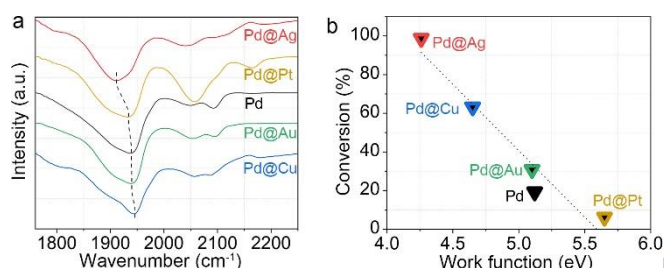 a
Pd@Ag
Pd@Pt
Pd
Pd@Au
Pd@Cu
Intensity (a.u.)
1800 1900 2000 2100 2200
Wavenumber (cm-1)
b
100
80
60
40
20
0
Pd@Ag
Pd@Cu
Pd@Au
Pd
Pd@Pt
Conversion (%)
4.0 4.5 5.0 5.5 6.0
Work function (eV)